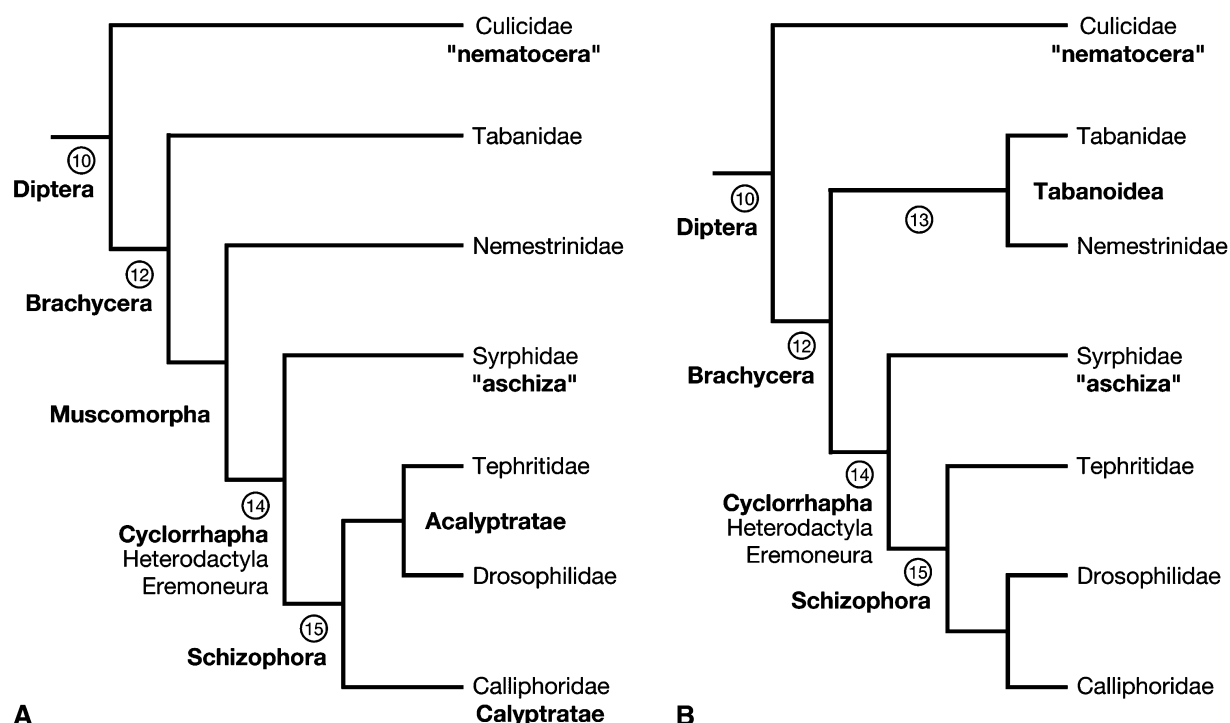 Culicidae
"nematocera"
Tabanidae
10
Diptera
Nemestrinidae
12
Brachycera
Syrphidae
"aschiza"
Muscomorpha
Tephritidae
14
Cyclorrhapha
Heterodactyla
Eremoneura
Acalyptratae
Drosophilidae
15
Schizophora
Calliphoridae
Calyptratae
A
Culicidae
"nematocera"
Tabanidae
Tabanoidea
10
Diptera
13
Nemestrinidae
12
Brachycera
Syrphidae
"aschiza"
Tephritidae
14
Cyclorrhapha
Heterodactyla
Eremoneura
15
Schizophora
Drosophilidae
Calliphoridae
B